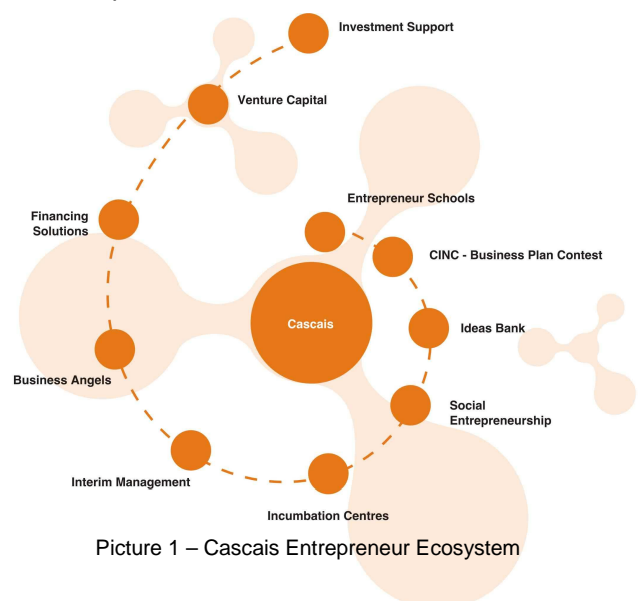 Investment Support
Venture Capital
Entrepreneur Schools
Financing
Solutions
CINC - Business Plan Contest
Cascais
Ideas Bank
Business Angels
Social
Entrepreneurship
Interim Management
Incumbation Centres
Picture 1 – Cascais Entrepreneur Ecosystem